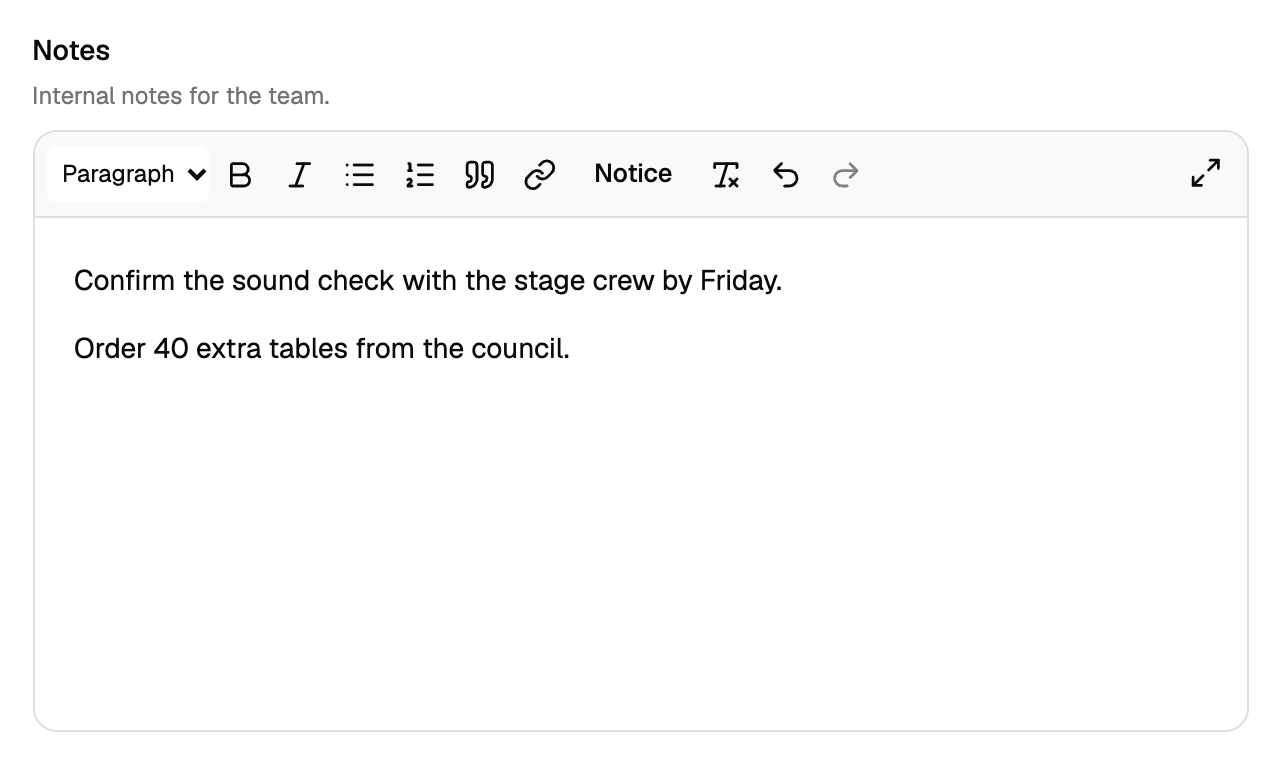 Notes
Internal notes for the team.
Paragraph Notice
Confirm the sound check with the stage crew by Friday.
Order 40 extra tables from the council.